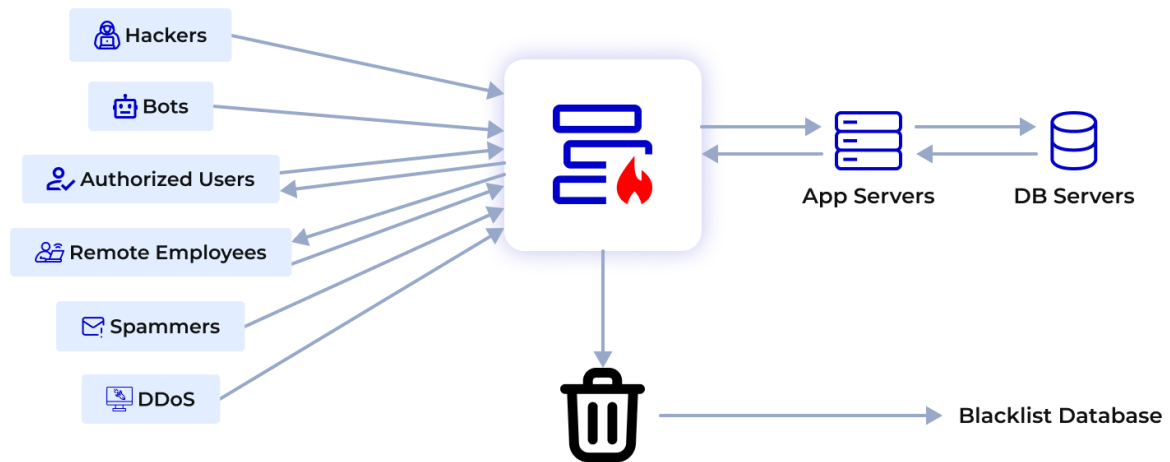 Hackers
Bots
Authorized Users
Remote Employees
Spammers
DDoS
App Servers
DB Servers
Blacklist Database